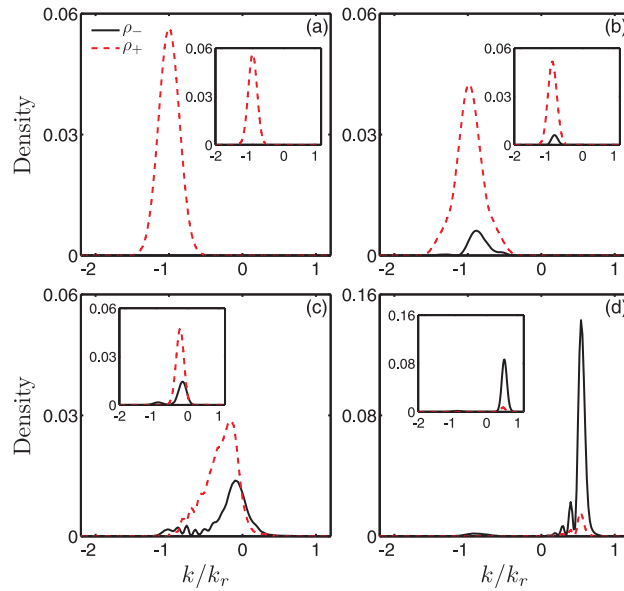 0.06 (a) 0.06 (b)
ρ₋
ρ₊
0.06 0.06
0.03 0.03
0 0
-2 -1 0 1 -2 -1 0 1
Density 0.03 0.03
0 0
-2 -1 0 1 -2 -1 0 1
0.06 (c) 0.16 (d)
0.06 0.16
0.03 0.08
0 0
-2 -1 0 1 -2 -1 0 1
Density 0.03 0.08
0 0
-2 -1 0 1 -2 -1 0 1
k/kᵣ k/kᵣ